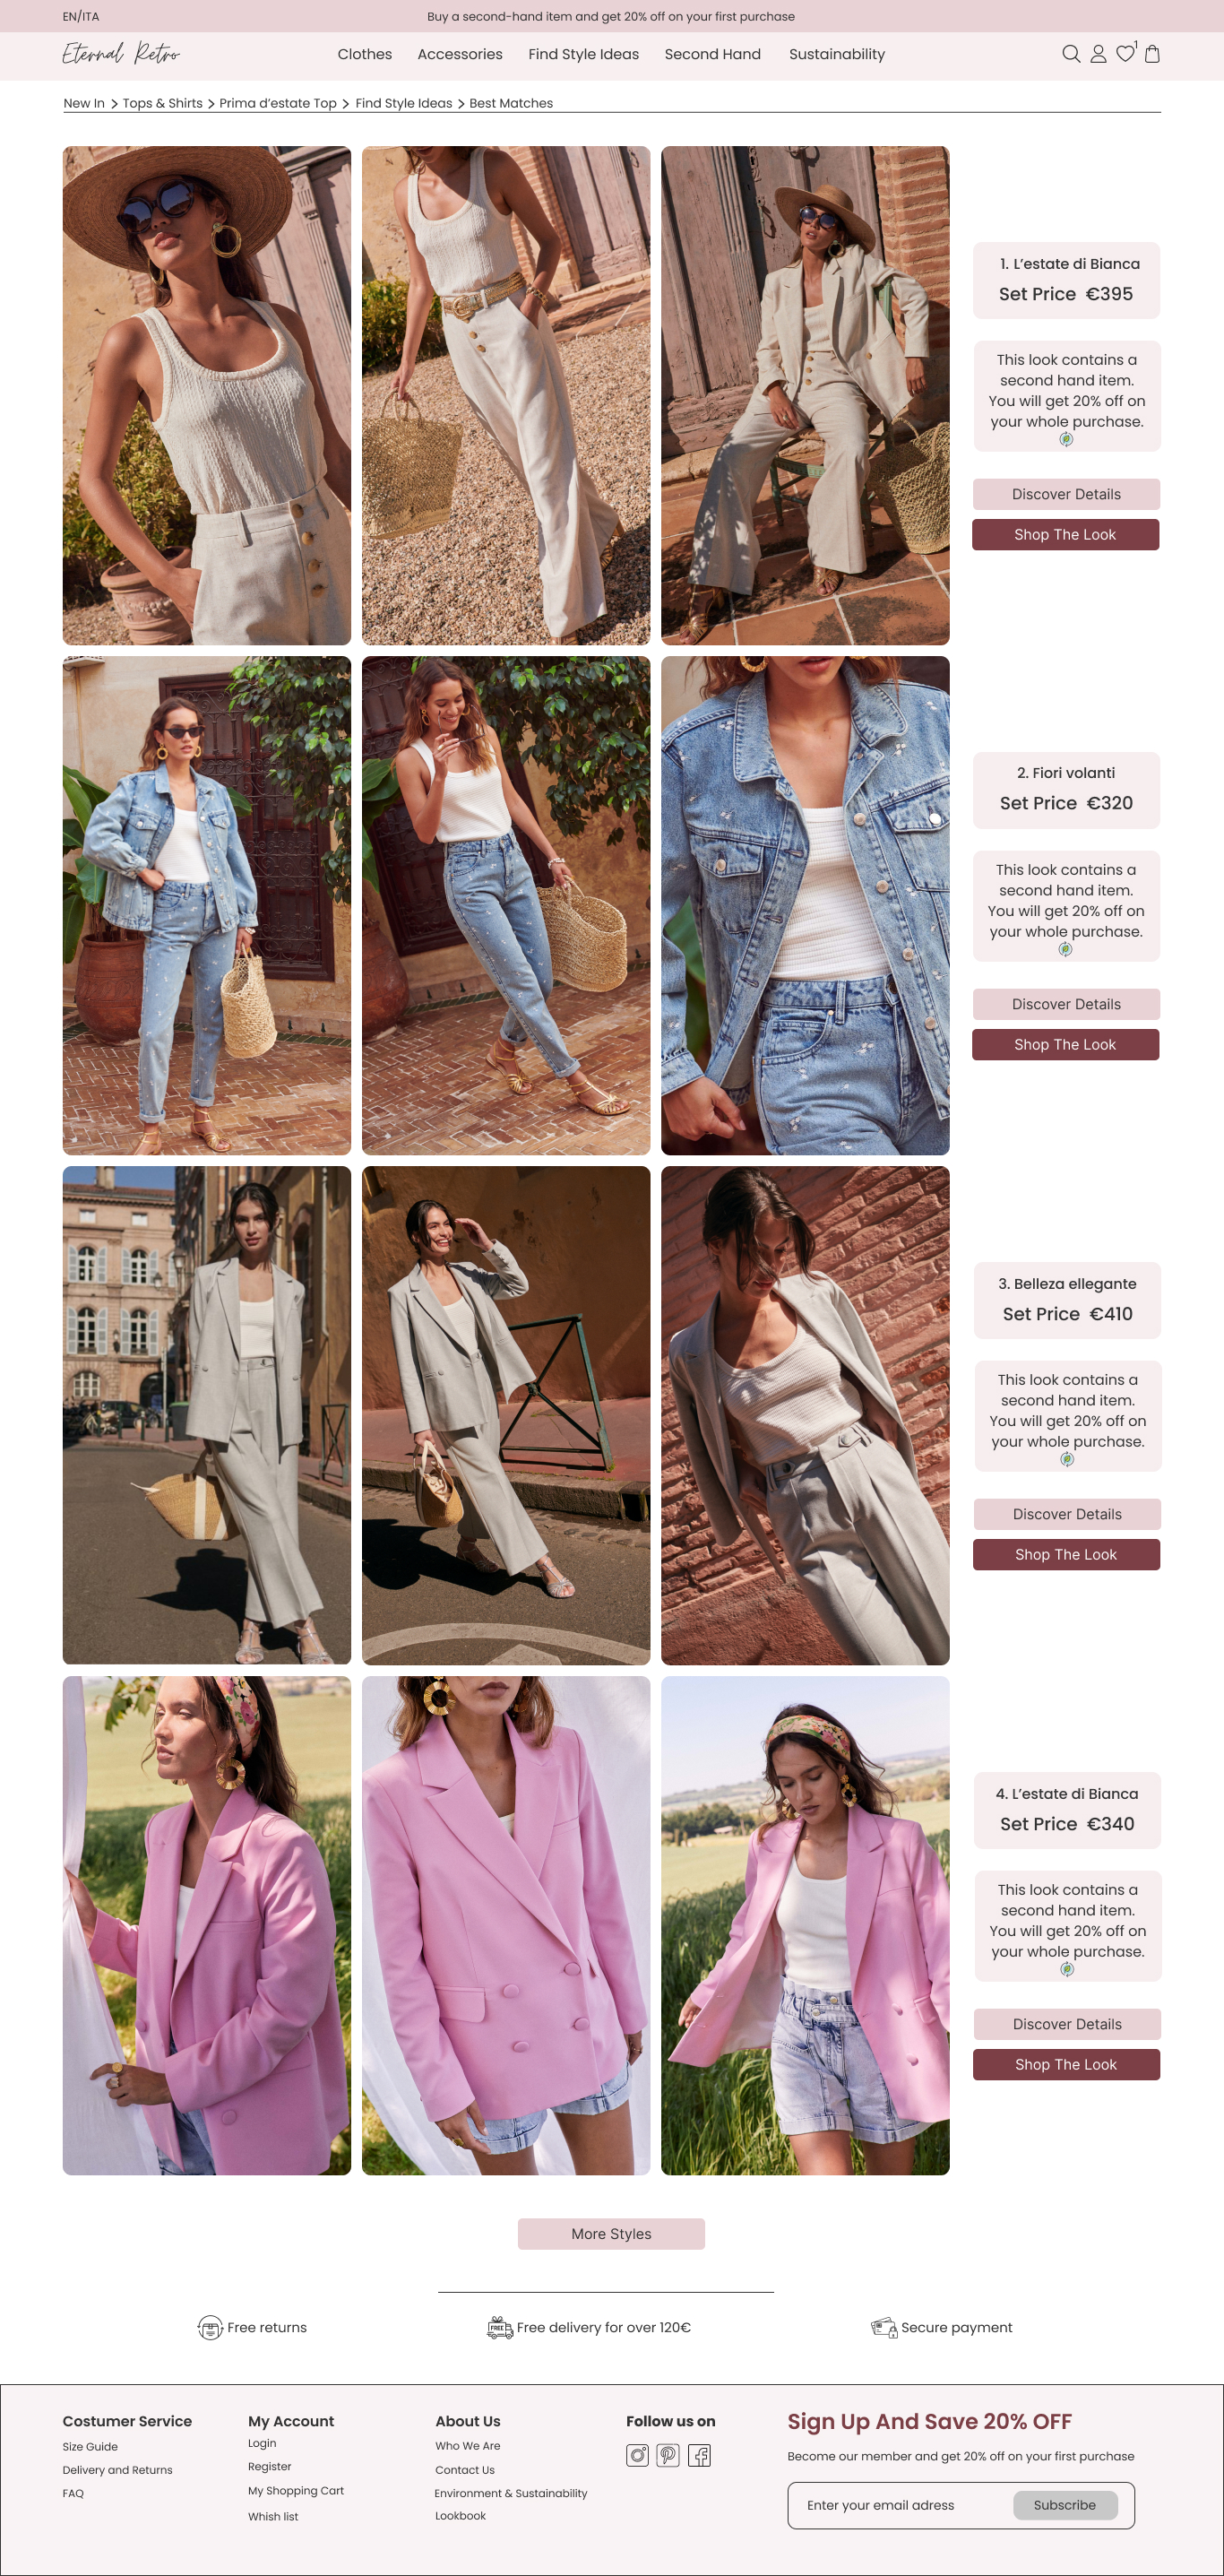 EN/ITA
Buy a second-hand item and get 20% off on your first purchase
Eternal Retro
Clothes Accessories Find Style Ideas Second Hand Sustainability
1
New In > Tops & Shirts > Prima d'estate Top > Find Style Ideas > Best Matches
1. L'estate di Bianca
Set Price €395
This look contains a
second hand item.
You will get 20% off on
your whole purchase.
Discover Details
Shop The Look
2. Fiori volanti
Set Price €320
This look contains a
second hand item.
You will get 20% off on
your whole purchase.
Discover Details
Shop The Look
3. Belleza ellegante
Set Price €410
This look contains a
second hand item.
You will get 20% off on
your whole purchase.
Discover Details
Shop The Look
4. L'estate di Bianca
Set Price €340
This look contains a
second hand item.
You will get 20% off on
your whole purchase.
Discover Details
Shop The Look
More Styles
Free returns
FREE
Free delivery for over 120€
Secure payment
Costumer Service
Size Guide
Delivery and Returns
FAQ
My Account
Login
Register
My Shopping Cart
Whish list
About Us
Who We Are
Contact Us
Environment & Sustainability
Lookbook
Follow us on
Sign Up And Save 20% OFF
Become our member and get 20% off on your first purchase
Enter your email adress
Subscribe